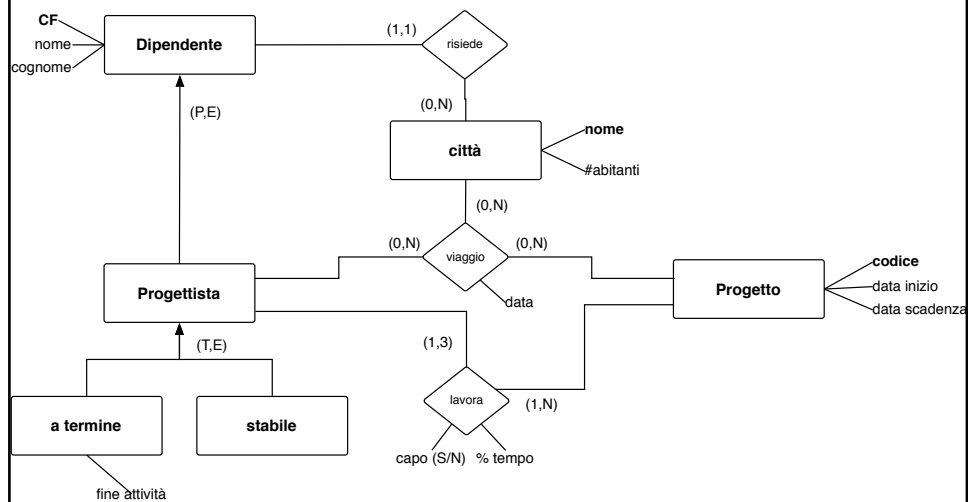 CF
nome
cognome
Dipendente
(1,1)
risiede
(P,E)
(0,N)
città
nome
#abitanti
(0,N)
(0,N)
viaggio
(0,N)
data
Progettista
Progetto
codice
data inizio
data scadenza
(T,E)
(1,3)
a termine
stabile
lavora
(1,N)
capo (S/N)
% tempo
fine attività